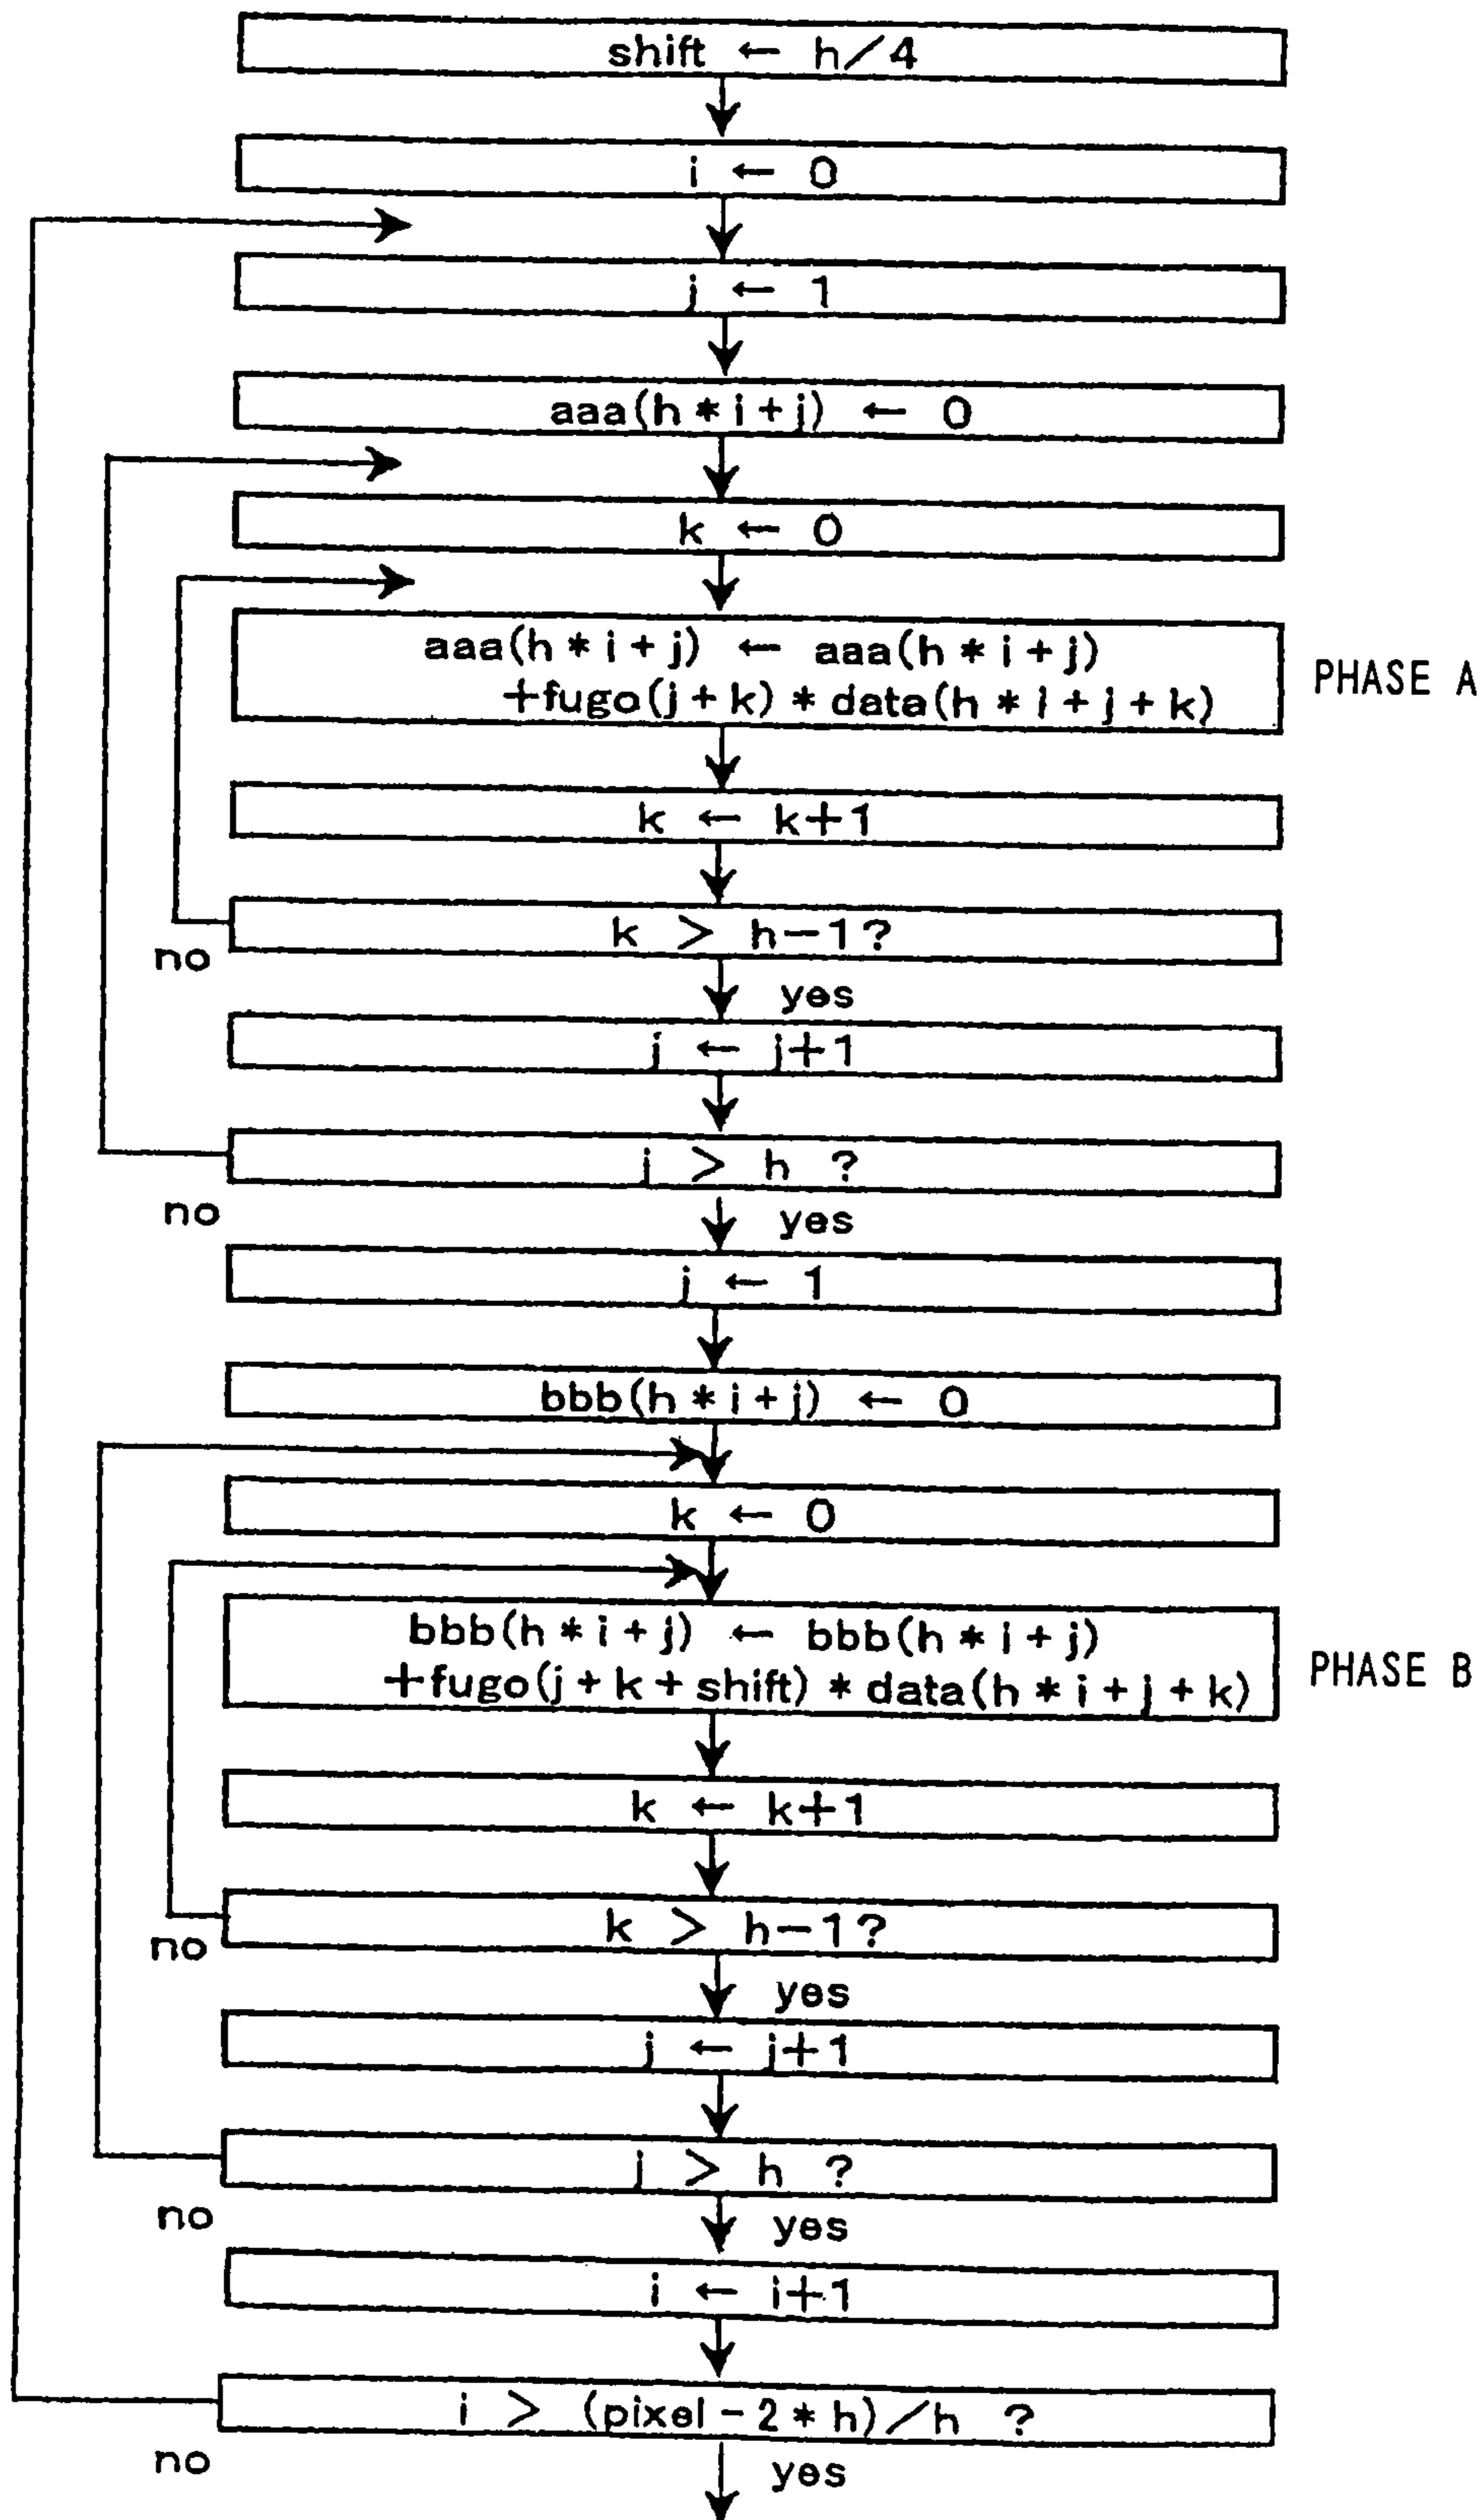 shift ← h/4
i ← 0
j ← 1
aaa(h*i+j) ← 0
k ← 0
aaa(h*i+j) ← aaa(h*i+j)
+fugo(j+k)*data(h*i+j+k)
PHASE A
k ← k+1
k > h-1?
no
yes
j ← j+1
j > h ?
no
yes
j ← 1
bbb(h*i+j) ← 0
k ← 0
bbb(h*i+j) ← bbb(h*i+j)
+fugo(j+k+shift)*data(h*i+j+k)
PHASE B
k ← k+1
k > h-1?
no
yes
j ← j+1
j > h ?
no
yes
i ← i+1
i > (pixel-2*h)/h ?
no
yes